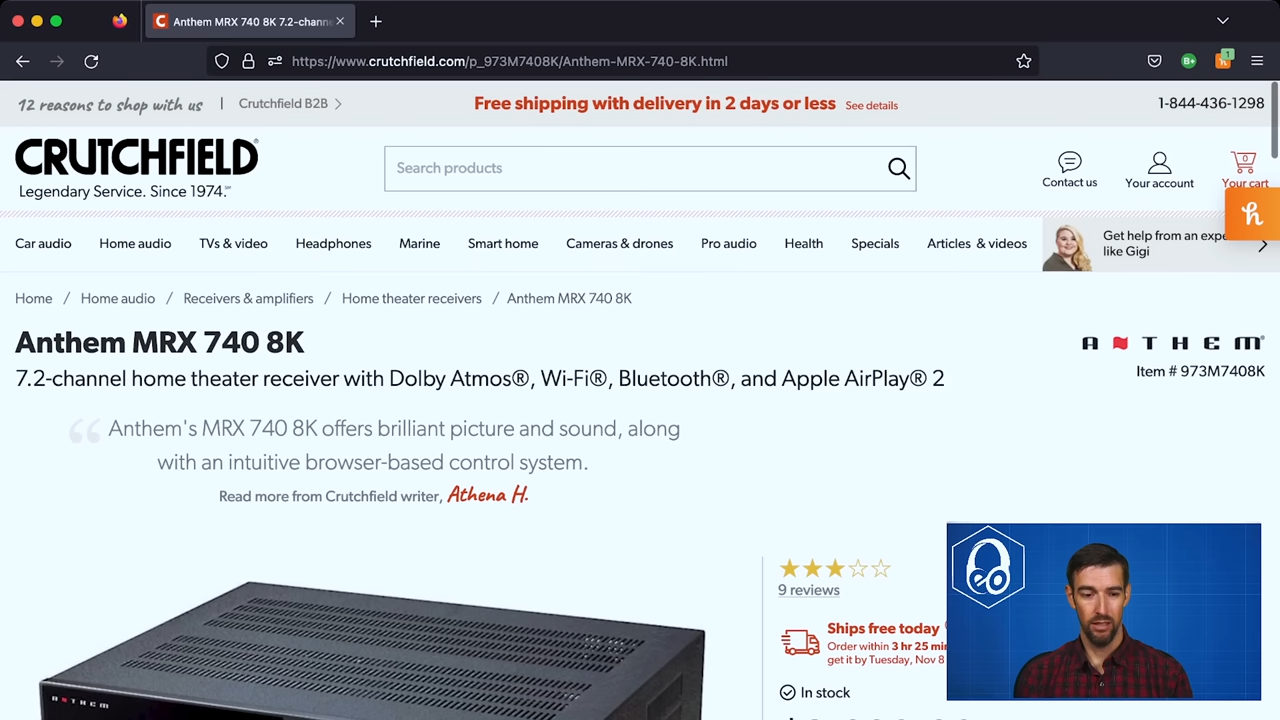 Anthem MRX 740 8K 7.2-chann
https://www.crutchfield.com/p_973M7408K/Anthem-MRX-740-8K.html
B+
1
12 reasons to shop with us | Crutchfield B2B
Free shipping with delivery in 2 days or less See details
1-844-436-1298
CRUTCHFIELD
Legendary Service. Since 1974.
Search products
Contact us
Your account
0
Your cart
h
Car audio
Home audio
TVs & video
Headphones
Marine
Smart home
Cameras & drones
Pro audio
Health
Specials
Articles & videos
Get help from an expe
like Gigi
Home / Home audio / Receivers & amplifiers / Home theater receivers / Anthem MRX 740 8K
Anthem MRX 740 8K
ANTHEM
7.2-channel home theater receiver with Dolby Atmos®, Wi-Fi®, Bluetooth®, and Apple AirPlay® 2
Item # 973M7408K
“ Anthem's MRX 740 8K offers brilliant picture and sound, along
with an intuitive browser-based control system.
Read more from Crutchfield writer, Athena H.
9 reviews
Ships free today
Order within 3 hr 25 min
get it by Tuesday, Nov 8
In stock
ANTHEM